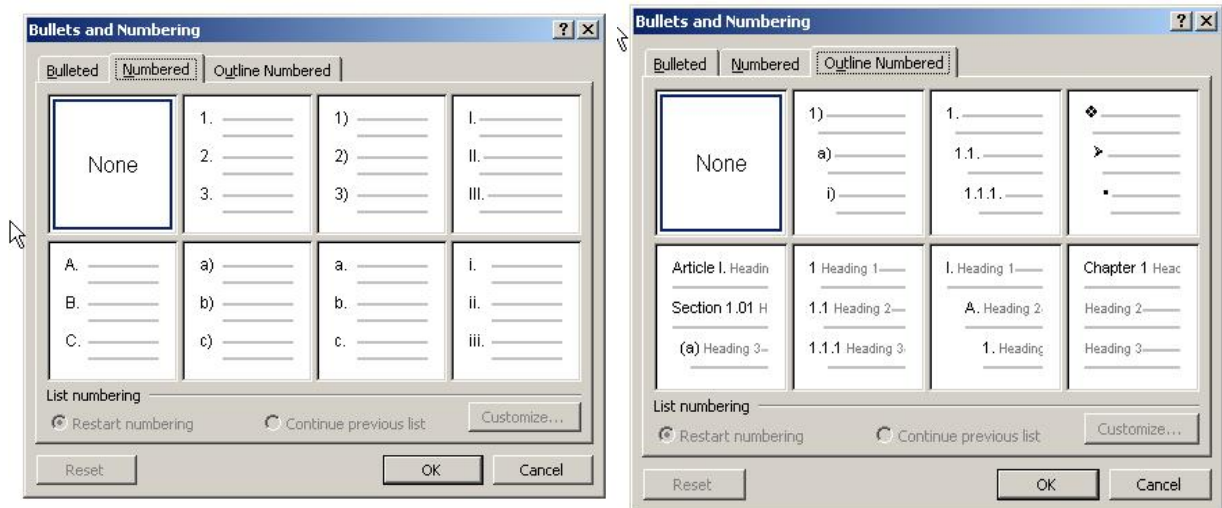 Bullets and Numbering
Bulleted Numbered Outline Numbered
None
1.
2.
3.
1)
2)
3)
I.
II.
III.
A.
B.
C.
a)
b)
c)
a.
b.
c.
i.
ii.
iii.
List numbering
Restart numbering Continue previous list Customize...
Reset OK Cancel
Bullets and Numbering
Bulleted Numbered Outline Numbered
None
1)
a)
i)
1.
1.1.
1.1.1.
Article I. Headin
Section 1.01 H
(a) Heading 3
1 Heading 1
1.1 Heading 2
1.1.1 Heading 3
I. Heading 1
A. Heading 2
1. Heading
Chapter 1 Heac
Heading 2
Heading 3
List numbering
Restart numbering Continue previous list Customize...
Reset OK Cancel